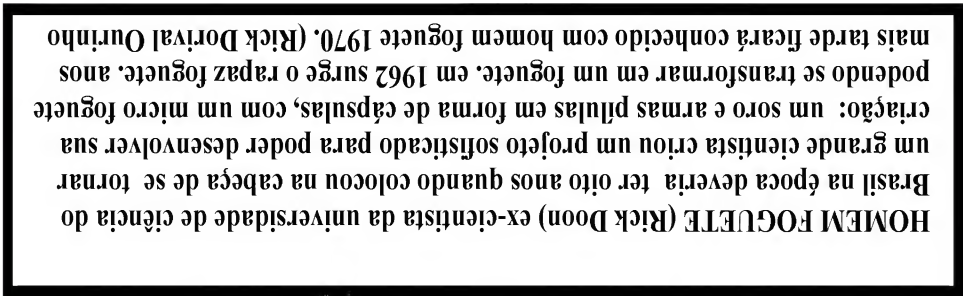 HOMEM FOGUETE (Rick Doon) ex-cientista da universidade de ciência do
Brasil na época deveria ter oito anos quando colocou na cabeça de se tornar
um grande cientista criou um projeto sofisticado para poder desenvolver sua
criação: um soro e armas pílulas em forma de cápsulas, com um micro foguete
podendo se transformar em um foguete. em 1962 surge o rapaz foguete. anos
mais tarde ficará conhecido com homem foguete 1970. (Rick Dorival Ourinho